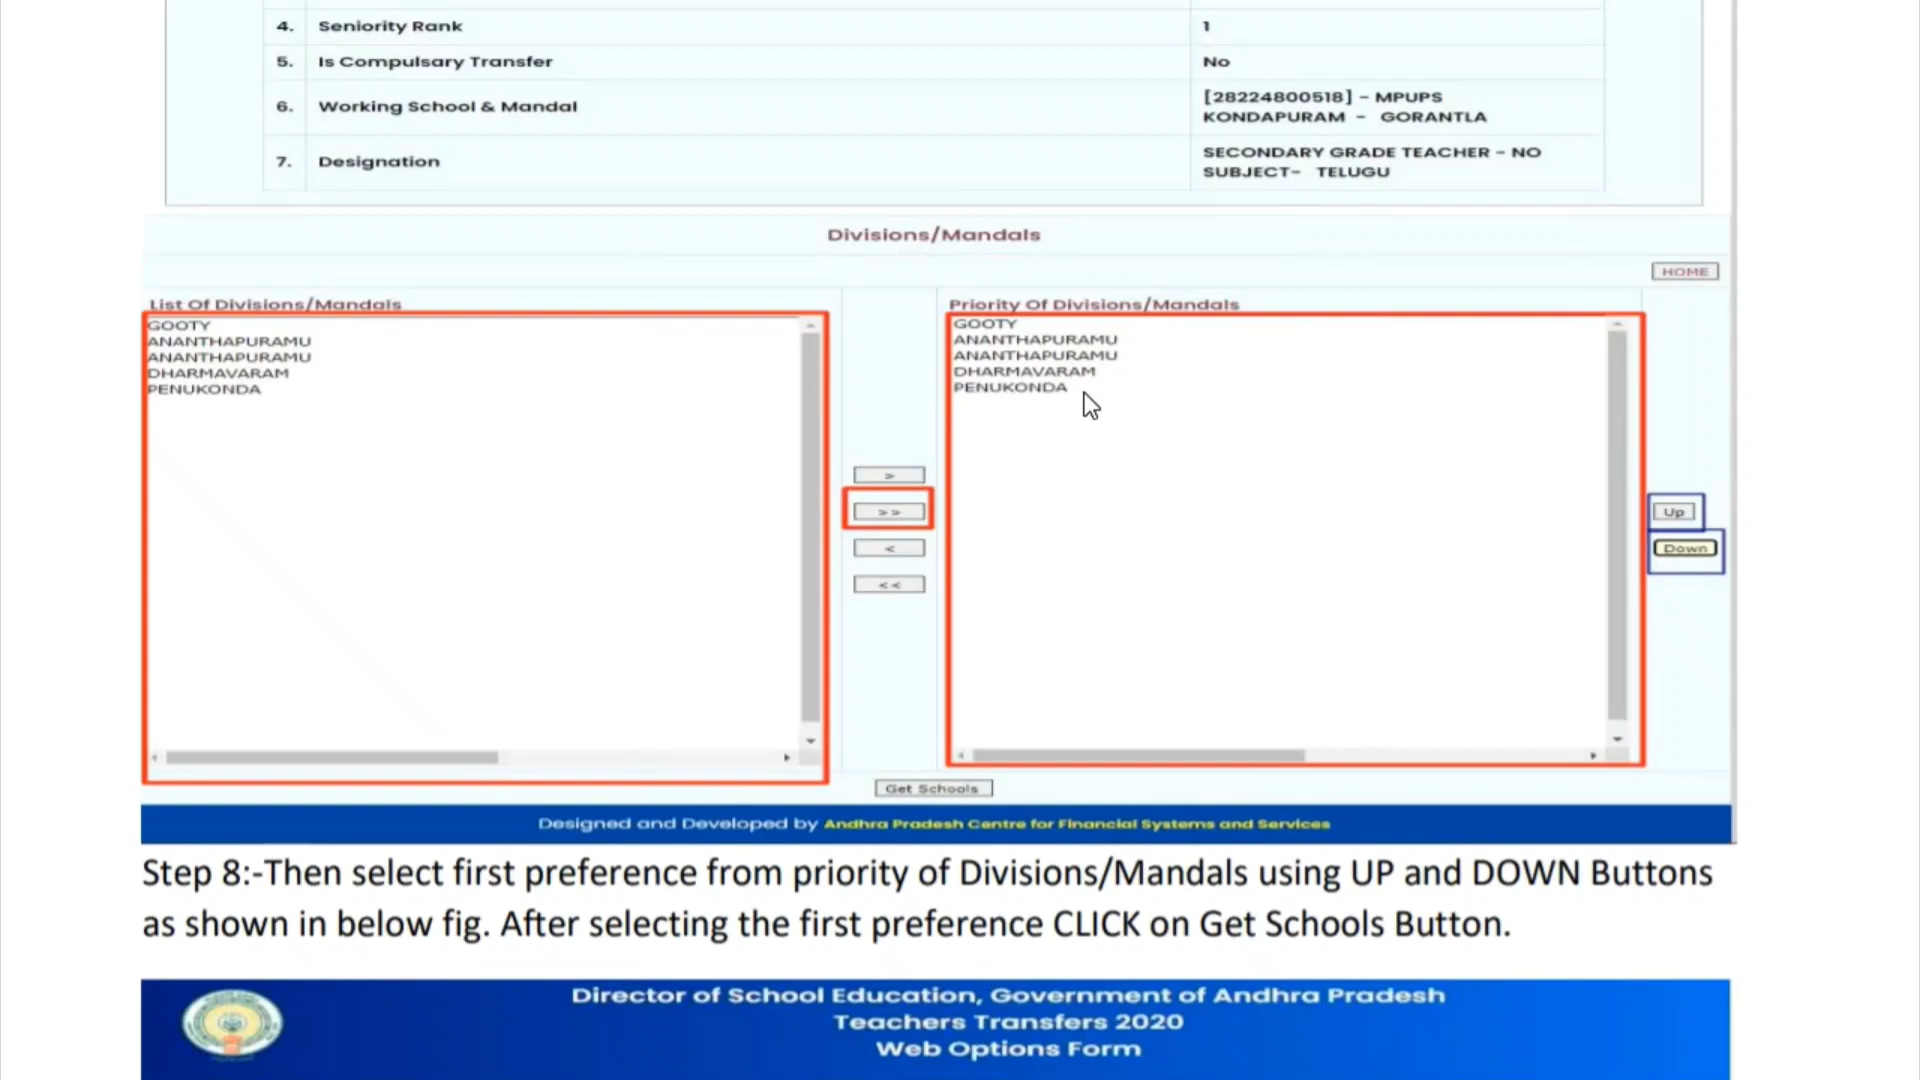 4. Seniority Rank 1
5. Is Compulsary Transfer No
6. Working School & Mandal [28224800518] - MPUPS
KONDAPURAM - GORANTLA
7. Designation SECONDARY GRADE TEACHER - NO
SUBJECT- TELUGU
Divisions/Mandals
HOME
List Of Divisions/Mandals
GOOTY
ANANTHAPURAMU
ANANTHAPURAMU
DHARMAVARAM
PENUKONDA
>
>>
<
<<
Priority Of Divisions/Mandals
GOOTY
ANANTHAPURAMU
ANANTHAPURAMU
DHARMAVARAM
PENUKONDA
Up
Down
Get Schools
Designed and Developed by Andhra Pradesh Centre for Financial Systems and Services
Step 8:-Then select first preference from priority of Divisions/Mandals using UP and DOWN Buttons
as shown in below fig. After selecting the first preference CLICK on Get Schools Button.
Director of School Education, Government of Andhra Pradesh
Teachers Transfers 2020
Web Options Form